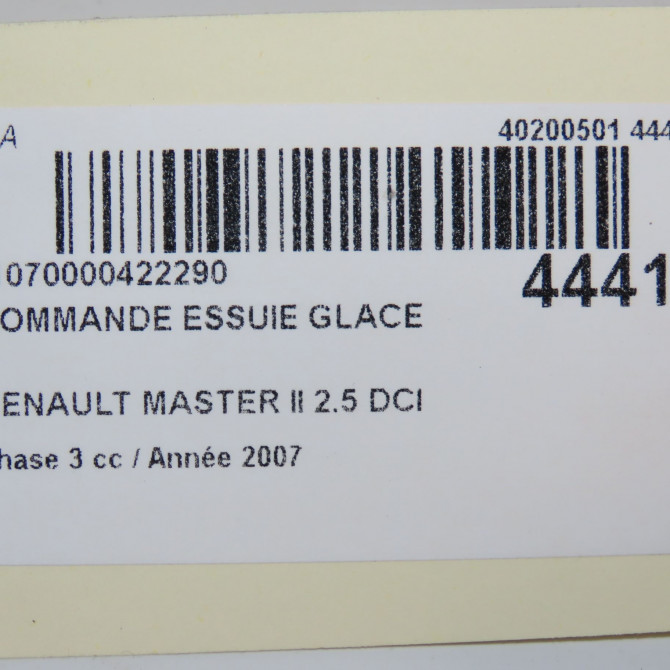 A 40200501 444
070000422290
4441
OMMANDE ESSUIE GLACE
ENAULT MASTER II 2.5 DCI
hase 3 cc / Année 2007